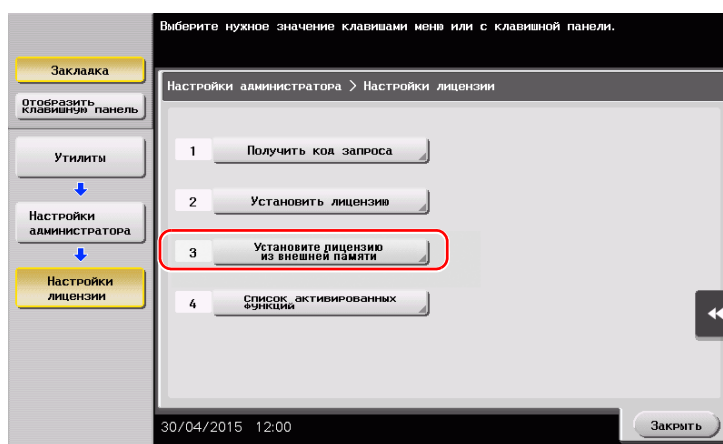 Выберите нужное значение клавишами меню или с клавишной панели.
Закладка
Отобразить
клавишную панель
Утилиты
Настройки
администратора
Настройки
лицензии
Настройки администратора > Настройки лицензии
1 Получить код запроса
2 Установить лицензию
3 Установите лицензию
из внешней памяти
4 Список активированных
функций
30/04/2015 12:00
Закрыть